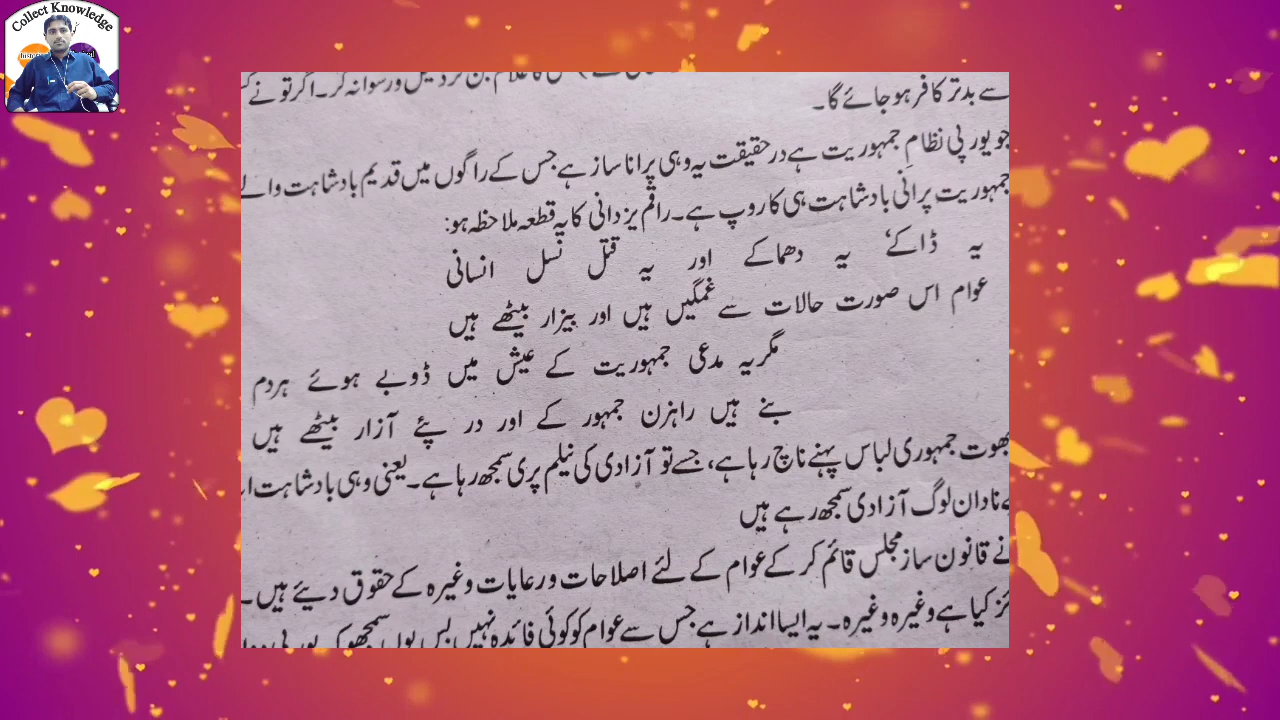 Collect Knowledge
سے بدتر کافر ہو جائے گا۔
جو یورپی نظامِ جمہوریت ہے در حقیقت یہ وہی پرانا ساز ہے جس کے راگوں میں قدیم بادشاہت والے
جمہوریت پرانی بادشاہت ہی کا روپ ہے۔ راقم یزدانی کا یہ قطعہ ملاحظہ ہو:
یہ ڈاکے' یہ دھماکے اور یہ قتل نسل انسانی
عوام اس صورت حالات سے غمگیں ہیں اور بیزار بیٹھے ہیں
مگر یہ مدعی جمہوریت کے عیش میں ڈوبے ہوئے ہردم
بنے ہیں راہزن جمہور کے اور در پئے آزار بیٹھے ہیں
بھوت جمہوری لباس پہنے ناچ رہا ہے، جسے تو آزادی کی نیلم پری سمجھ رہا ہے۔ یعنی وہی بادشاہت
نادان لوگ آزادی سمجھ رہے ہیں
نے قانون ساز مجلس قائم کر کے عوام کے لئے اصلاحات و رعایات وغیرہ کے حقوق دیئے ہیں۔
کیا ہے وغیرہ وغیرہ۔ یہ ایسا انداز ہے جس سے عوام کو کوئی فائدہ نہیں بس یوں سمجھو کہ